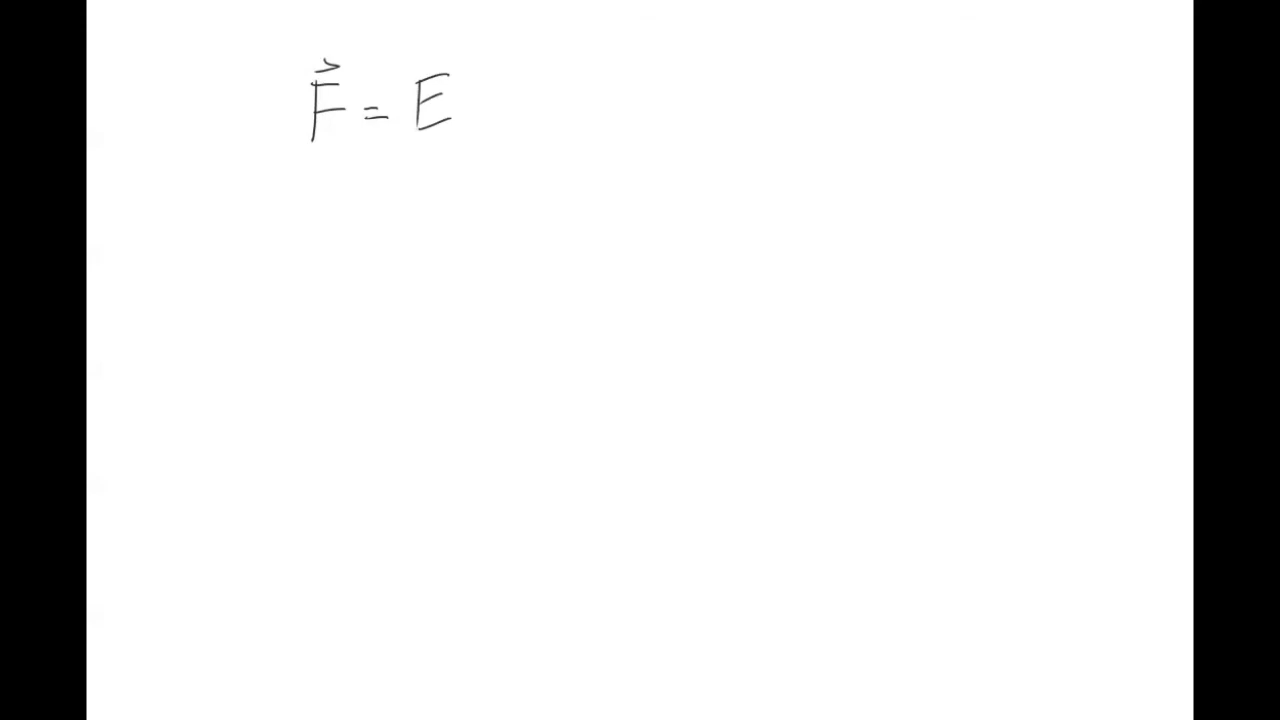 F⃗ = E